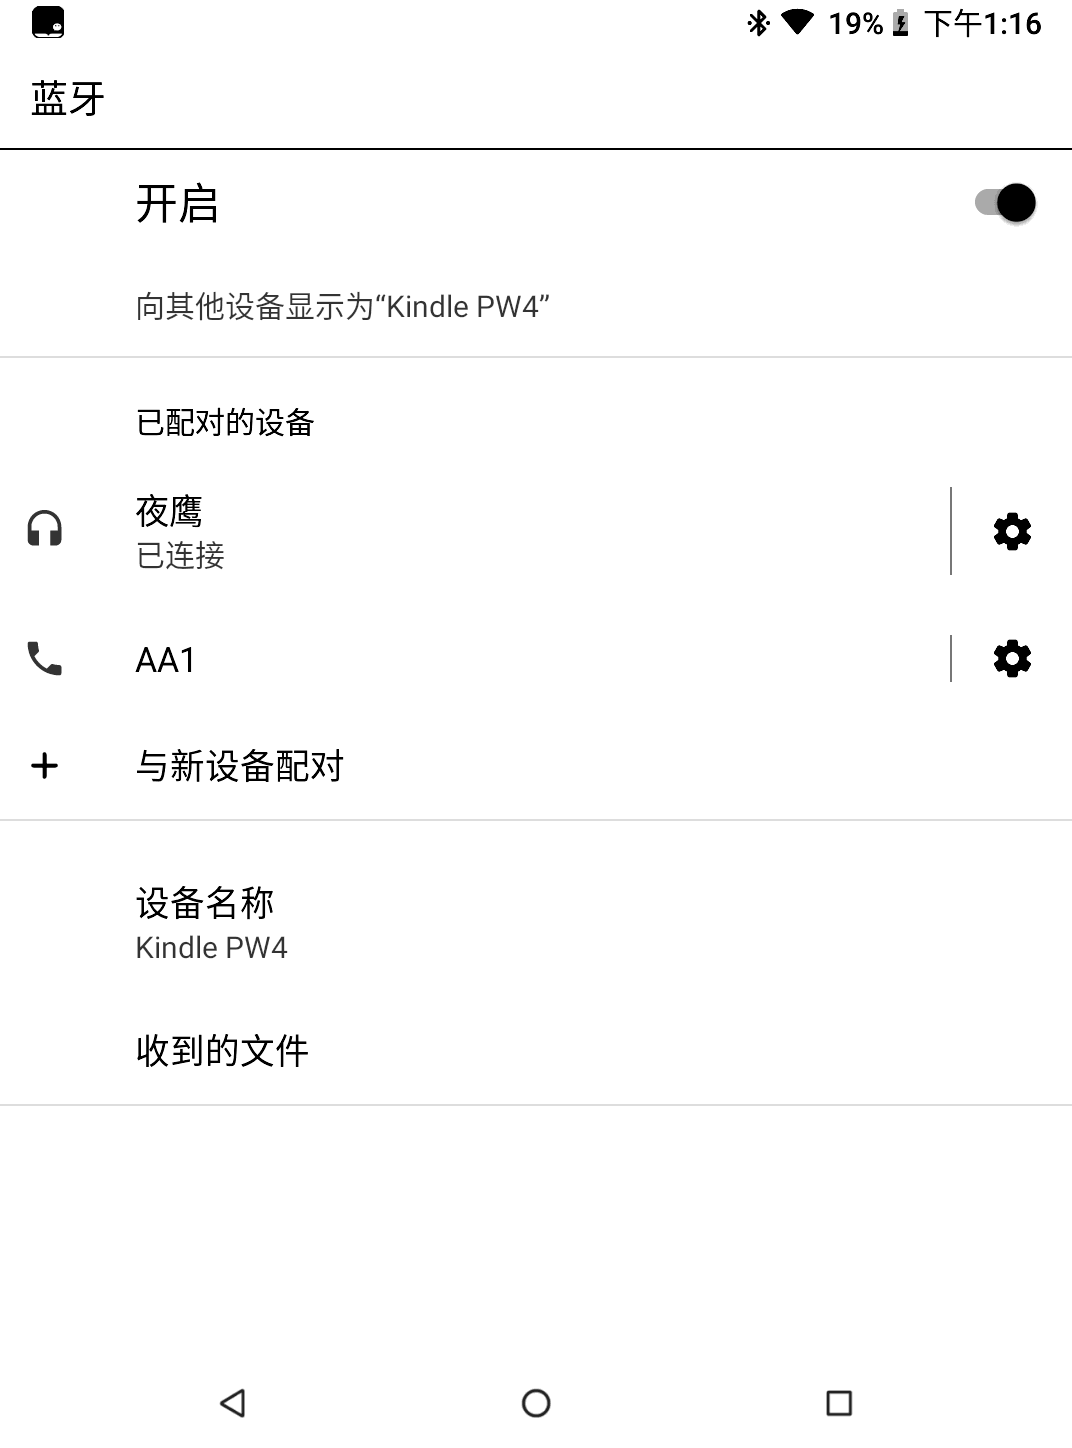 19% 下午1:16
蓝牙
开启
向其他设备显示为“Kindle PW4”
已配对的设备
夜鹰
已连接
AA1
与新设备配对
设备名称
Kindle PW4
收到的文件